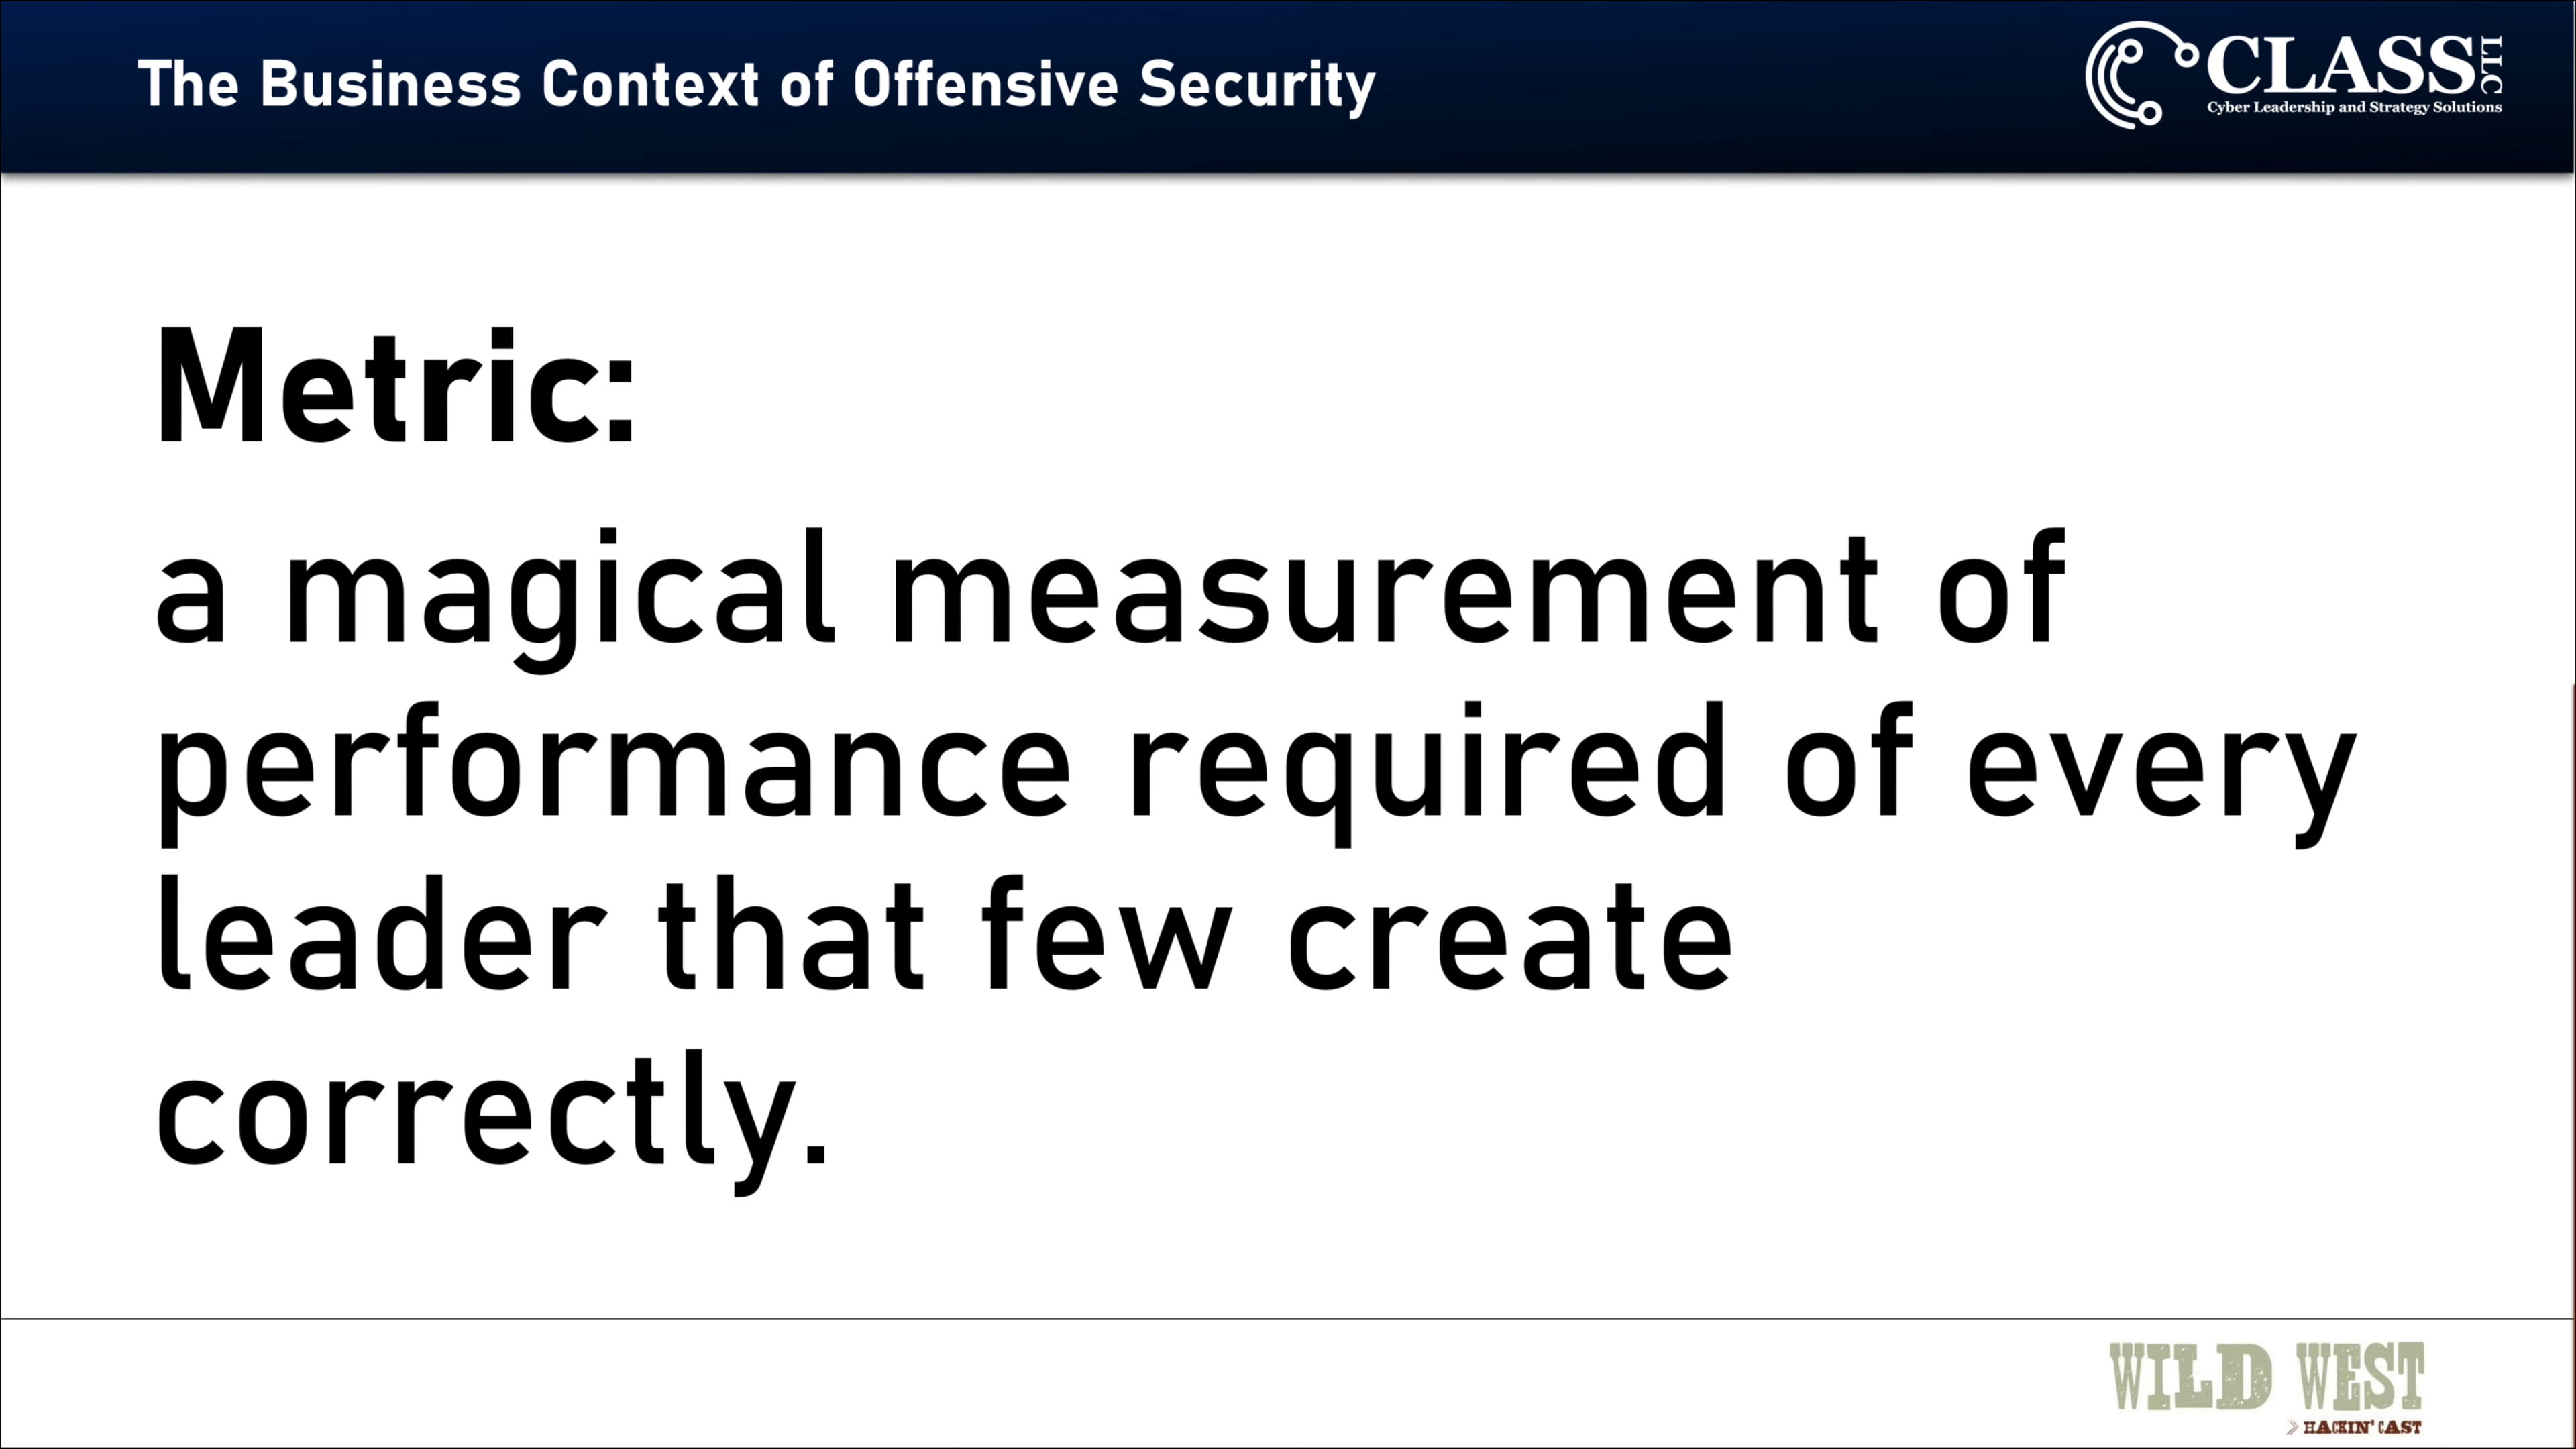 The Business Context of Offensive Security
CLASS LLC
Cyber Leadership and Strategy Solutions
Metric:
a magical measurement of
performance required of every
leader that few create
correctly.
WILD WEST
HACKIN' CAST